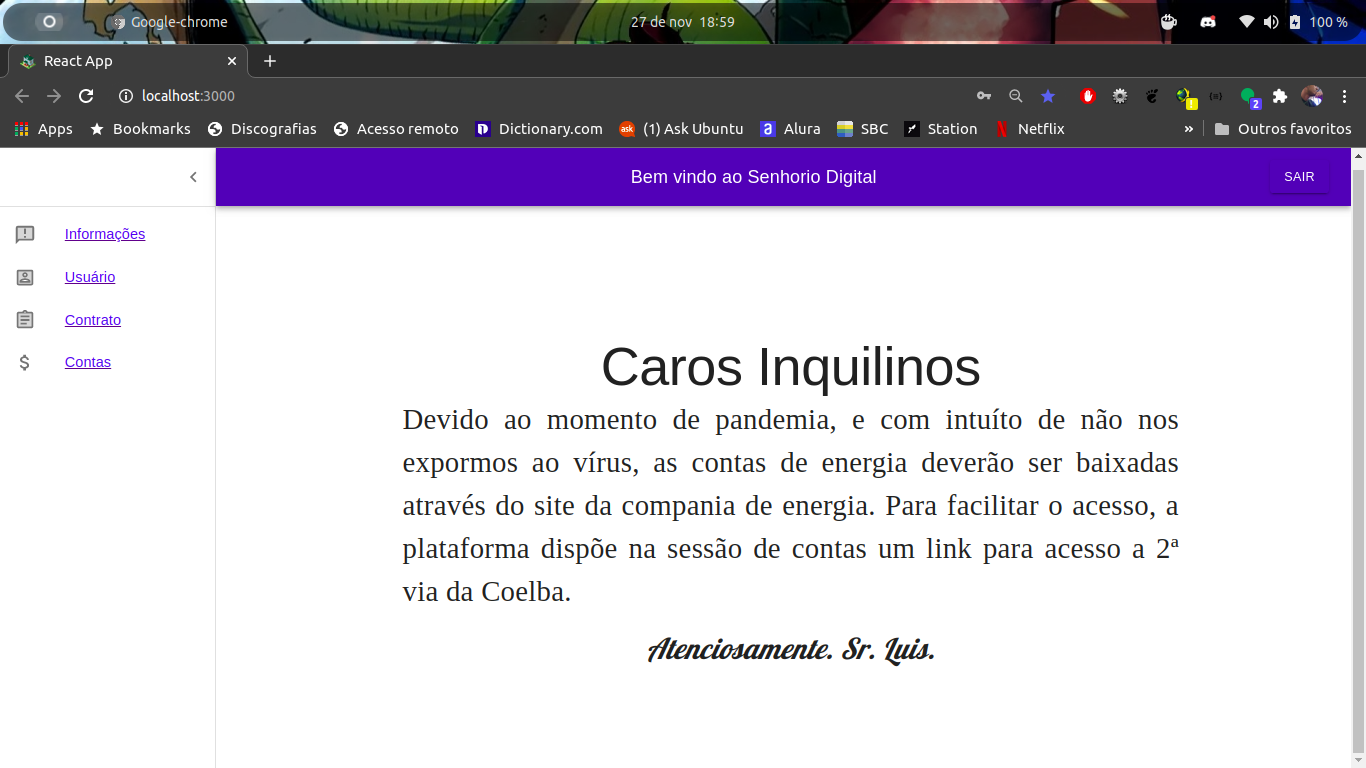 Google-chrome
27 de nov 18:59
100 %
React App
localhost:3000
Apps
Bookmarks
Discografias
Acesso remoto
Dictionary.com
ask
(1) Ask Ubuntu
Alura
SBC
Station
Netflix
»
Outros favoritos
Bem vindo ao Senhorio Digital
SAIR
Informações
Usuário
Contrato
Contas
Caros Inquilinos
Devido ao momento de pandemia, e com intuíto de não nos
expormos ao vírus, as contas de energia deverão ser baixadas
através do site da compania de energia. Para facilitar o acesso, a
plataforma dispõe na sessão de contas um link para acesso a 2ª
via da Coelba.
Atenciosamente. Sr. Luis.